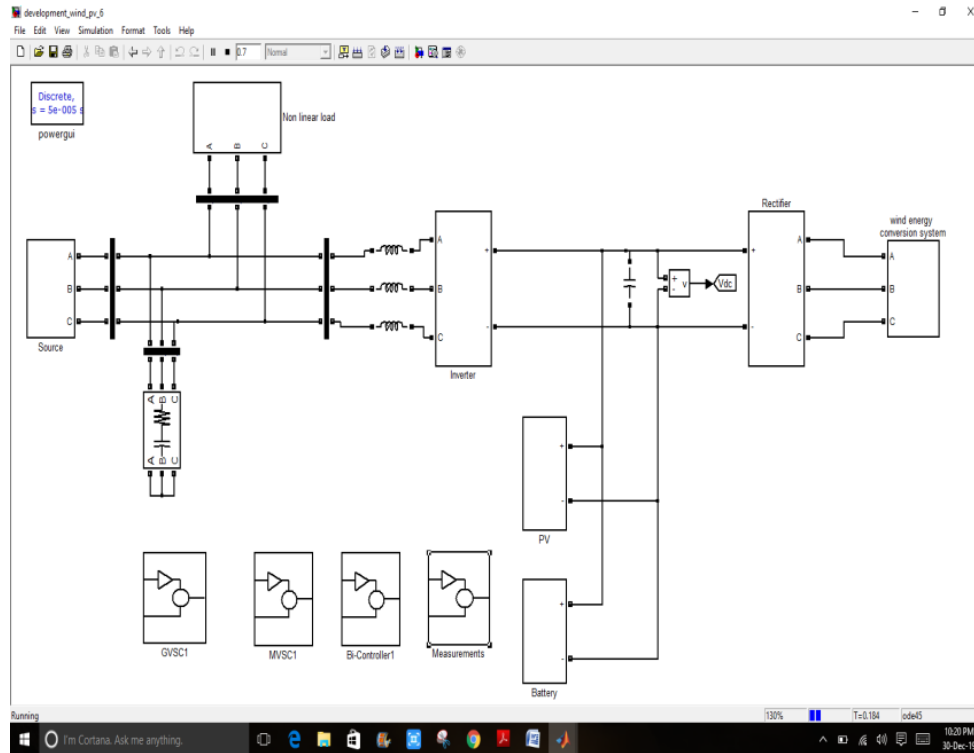 development_wind_pv_6
File Edit View Simulation Format Tools Help
0.7 Normal
Discrete,
s = 5e-005 s
powergui
Non linear load
A B C
Source
A
B
C
A B C
A B C
Inverter
A
B
C
+
-
+
-
v
Vdc
Rectifier
+
-
A
B
C
wind energy
conversion system
A
B
C
PV
+
-
Battery
+
-
GVSC1
MVSC1
Bi-Controller1
Measurements
Running
130%
T=0.184
ode45
I'm Cortana. Ask me anything.
10:20 PM